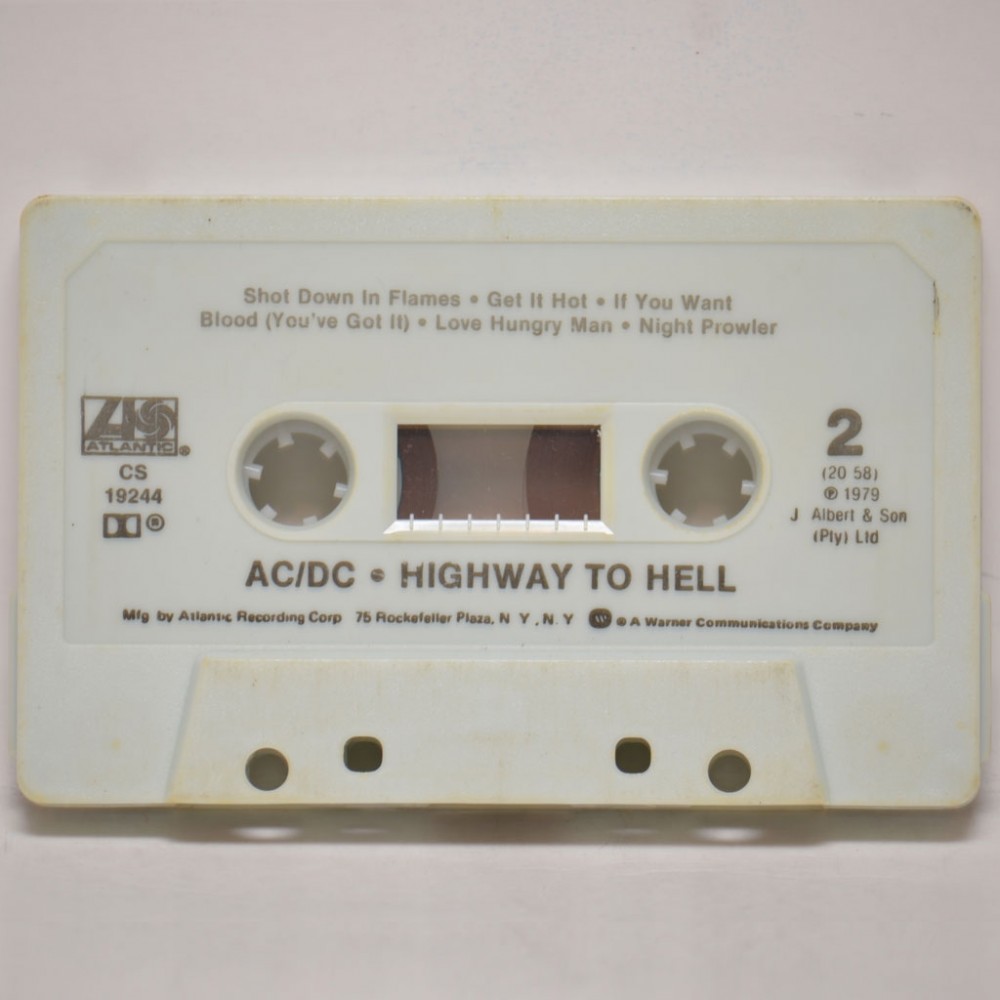 Shot Down In Flames • Get It Hot • If You Want
Blood (You've Got It) • Love Hungry Man • Night Prowler
ATLANTIC®
CS
19244
®
2
(20 58)
℗ 1979
J Albert & Son
(Pty) Ltd
AC/DC • HIGHWAY TO HELL
Mfg by Atlantic Recording Corp 75 Rockefeller Plaza, N Y, N. Y ® A Warner Communications Company